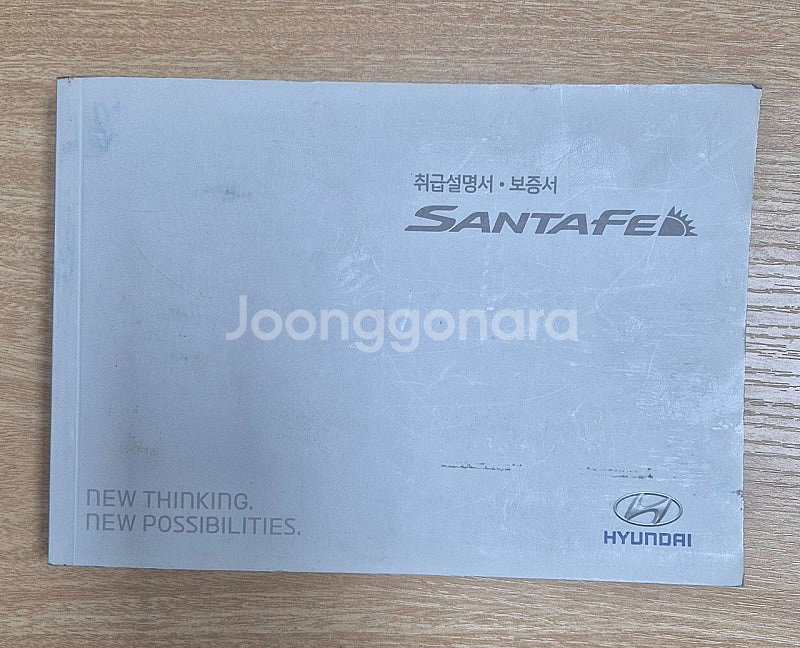 취급설명서 • 보증서
SANTAFE
Joonggonara
NEW THINKING.
NEW POSSIBILITIES.
HYUNDAI